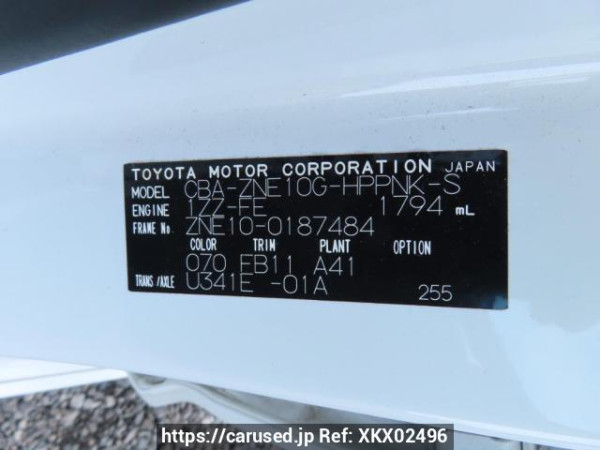 TOYOTA MOTOR CORPORATION JAPAN
MODEL CBA-ZNE10G-HPPNK-S
ENGINE 1ZZ-FE 1794 mL
FRAME No. ZNE10-0187484
COLOR TRIM PLANT OPTION
070 FB11 A41
TRANS/AXLE U341E -01A
255
https://carused.jp Ref: XKX02496